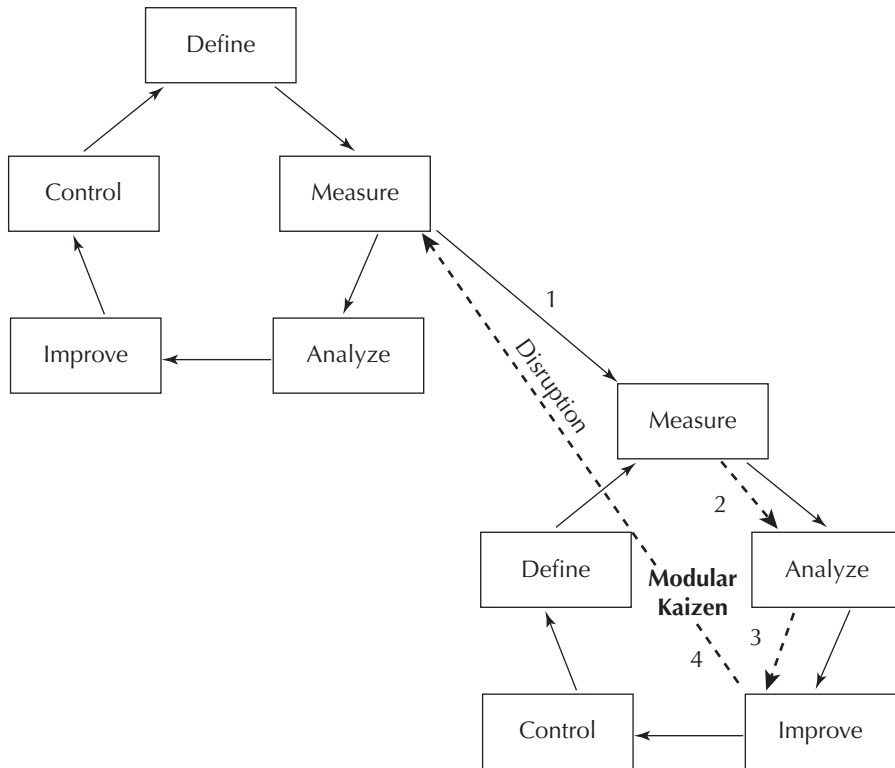 Define
Control
Measure
Improve
Analyze
1
Disruption
Measure
2
Define
Modular
Kaizen
Analyze
3
4
Control
Improve